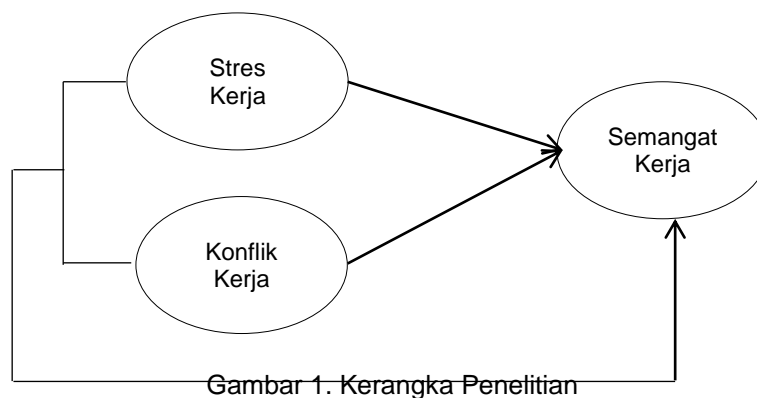 Stres
Kerja
Semangat
Kerja
Konflik
Kerja
Gambar 1. Kerangka Penelitian